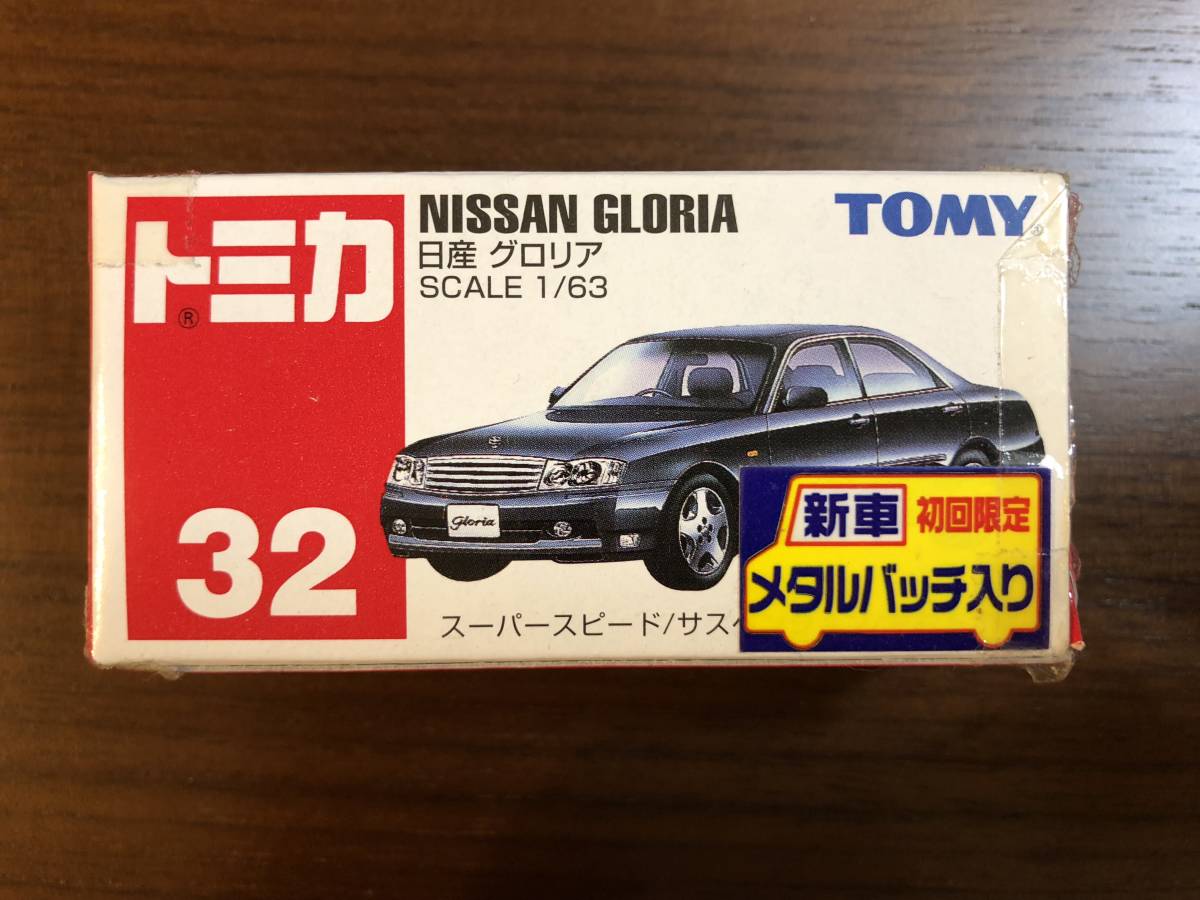 トミカ
®
32
NISSAN GLORIA
日産 グロリア
SCALE 1/63
TOMY®
Gloria
スーパースピード/サス
新車 初回限定
メタルバッチ入り